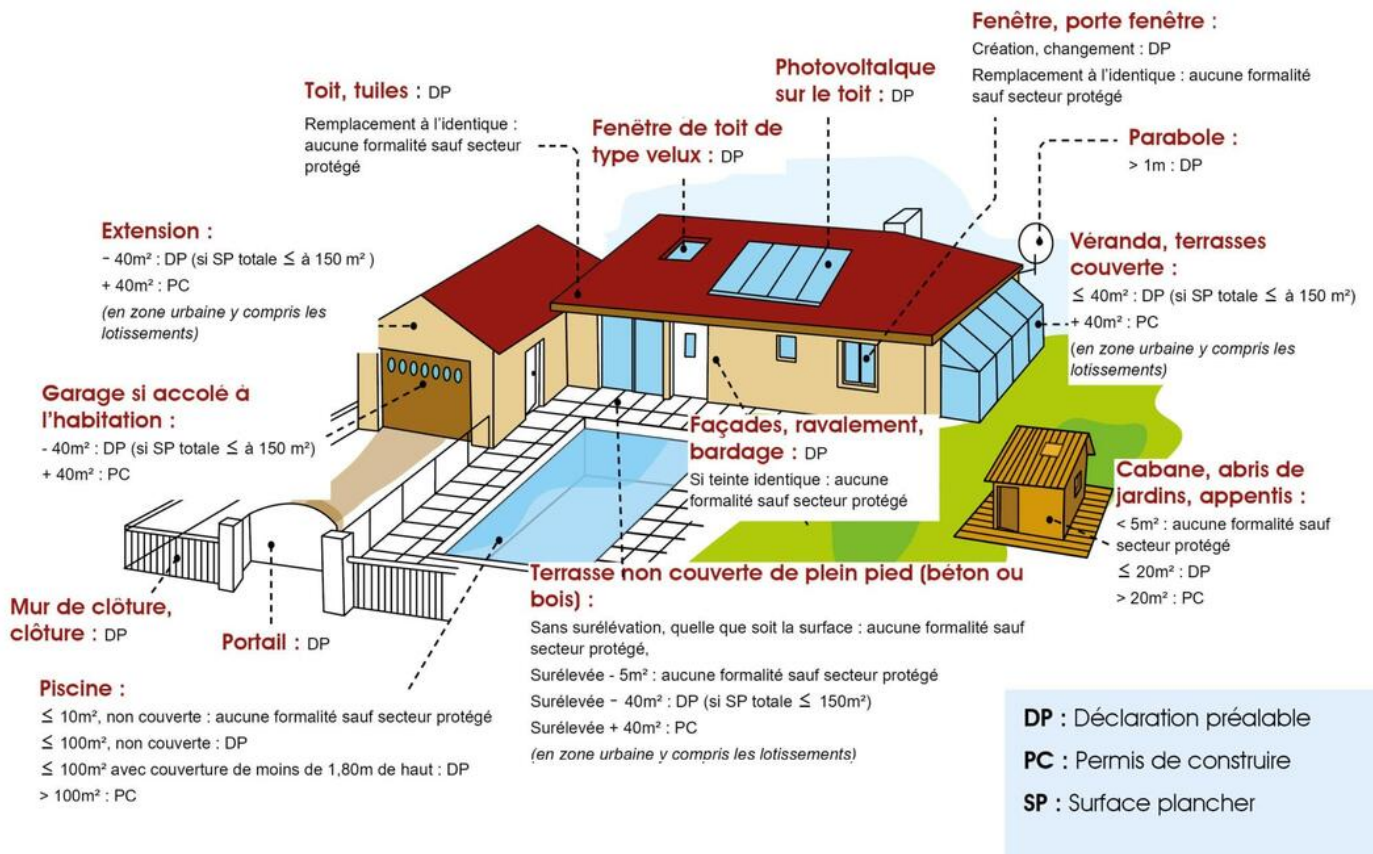 Fenêtre, porte fenêtre :
Création, changement : DP
Remplacement à l'identique : aucune formalité
sauf secteur protégé
Photovoltaïque
sur le toit : DP
Toit, tuiles : DP
Remplacement à l'identique :
aucune formalité sauf secteur
protégé
Fenêtre de toit de
type velux : DP
Parabole :
> 1m : DP
Extension :
- 40m² : DP (si SP totale ≤ à 150 m² )
+ 40m² : PC
(en zone urbaine y compris les
lotissements)
Véranda, terrasses
couverte :
≤ 40m² : DP (si SP totale ≤ à 150 m²)
+ 40m² : PC
(en zone urbaine y compris les
lotissements)
Garage si accolé à
l'habitation :
- 40m² : DP (si SP totale ≤ à 150 m²)
+ 40m² : PC
Façades, ravalement,
bardage : DP
Si teinte identique : aucune
formalité sauf secteur protégé
Cabane, abris de
jardins, appentis :
< 5m² : aucune formalité sauf
secteur protégé
≤ 20m² : DP
> 20m² : PC
Mur de clôture,
clôture : DP
Portail : DP
Terrasse non couverte de plein pied (béton ou
bois) :
Sans surélévation, quelle que soit la surface : aucune formalité sauf
secteur protégé,
Surélevée - 5m² : aucune formalité sauf secteur protégé
Surélevée - 40m² : DP (si SP totale ≤ 150m²)
Surélevée + 40m² : PC
(en zone urbaine y compris les lotissements)
Piscine :
≤ 10m², non couverte : aucune formalité sauf secteur protégé
≤ 100m², non couverte : DP
≤ 100m² avec couverture de moins de 1,80m de haut : DP
> 100m² : PC
DP : Déclaration préalable
PC : Permis de construire
SP : Surface plancher